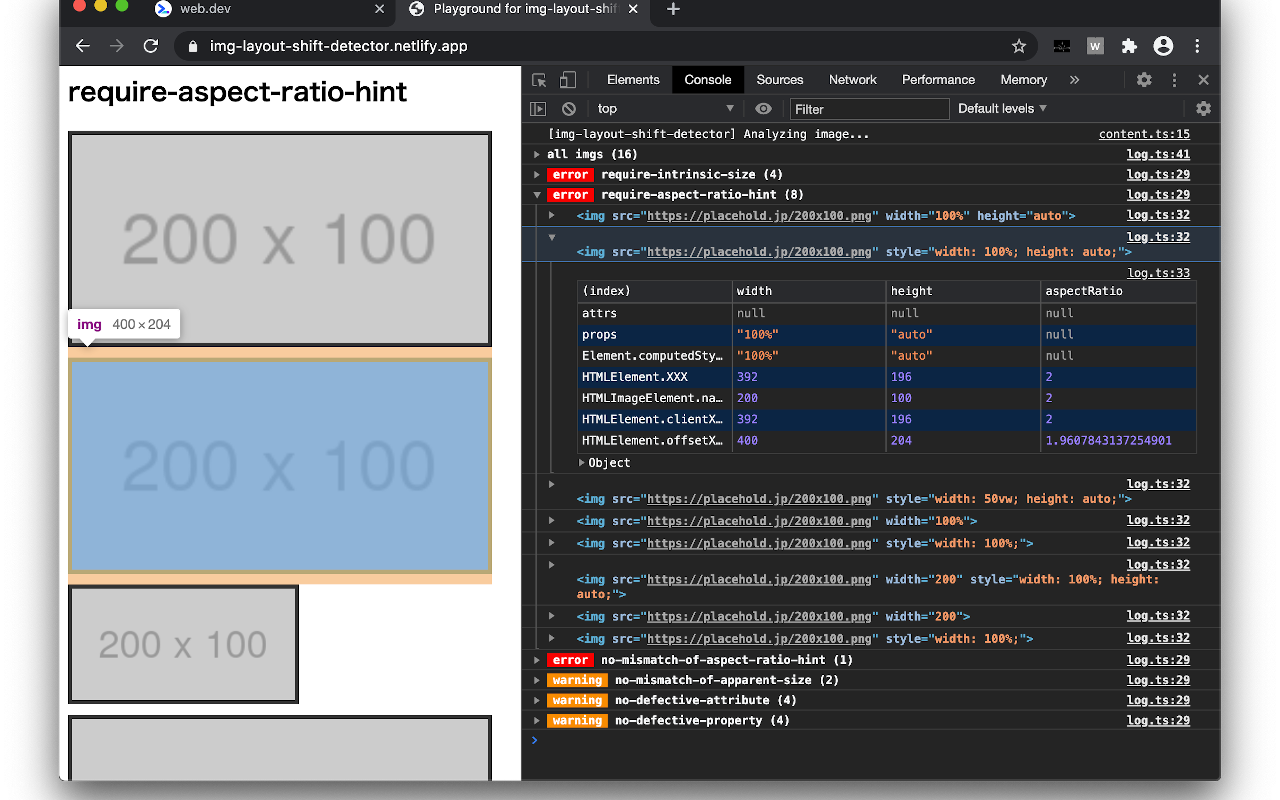 web.dev
Playground for img-layout-shif
img-layout-shift-detector.netlify.app
W
require-aspect-ratio-hint
200 x 100
img 400 × 204
200 x 100
200 x 100
Elements Console Sources Network Performance Memory »
top Filter Default levels
[img-layout-shift-detector] Analyzing image... content.ts:15
all imgs (16) log.ts:41
error require-intrinsic-size (4) log.ts:29
error require-aspect-ratio-hint (8) log.ts:29
<img src="https://placehold.jp/200x100.png" width="100%" height="auto"> log.ts:32
log.ts:32
<img src="https://placehold.jp/200x100.png" style="width: 100%; height: auto;">
log.ts:33
(index) width height aspectRatio
attrs null null null
props "100%" "auto" null
Element.computedSty… "100%" "auto" null
HTMLElement.XXX 392 196 2
HTMLImageElement.na… 200 100 2
HTMLElement.clientX… 392 196 2
HTMLElement.offsetX… 400 204 1.9607843137254901
Object
log.ts:32
<img src="https://placehold.jp/200x100.png" style="width: 50vw; height: auto;">
<img src="https://placehold.jp/200x100.png" width="100%"> log.ts:32
<img src="https://placehold.jp/200x100.png" style="width: 100%;"> log.ts:32
log.ts:32
<img src="https://placehold.jp/200x100.png" width="200" style="width: 100%; height:
auto;">
<img src="https://placehold.jp/200x100.png" width="200"> log.ts:32
<img src="https://placehold.jp/200x100.png" style="width: 100%;"> log.ts:32
error no-mismatch-of-aspect-ratio-hint (1) log.ts:29
warning no-mismatch-of-apparent-size (2) log.ts:29
warning no-defective-attribute (4) log.ts:29
warning no-defective-property (4) log.ts:29